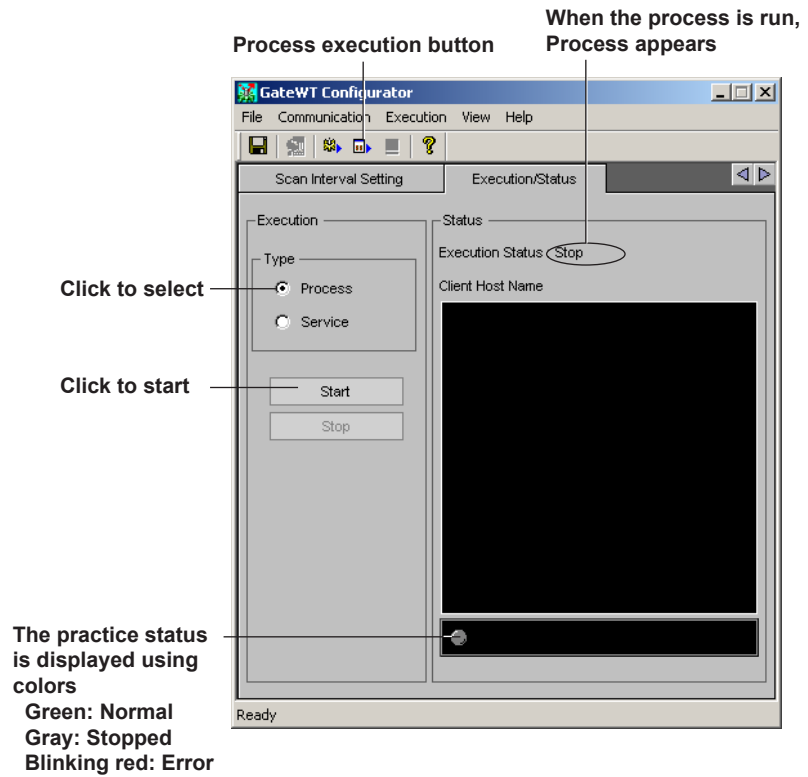 When the process is run,
Process appears
Process execution button
GateWT Configurator
File Communication Execution View Help
Scan Interval Setting
Execution/Status
Execution
Type
Click to select
Process
Service
Click to start
Start
Stop
Status
Execution Status Stop
Client Host Name
The practice status
is displayed using
colors
Green: Normal
Gray: Stopped
Blinking red: Error
Ready